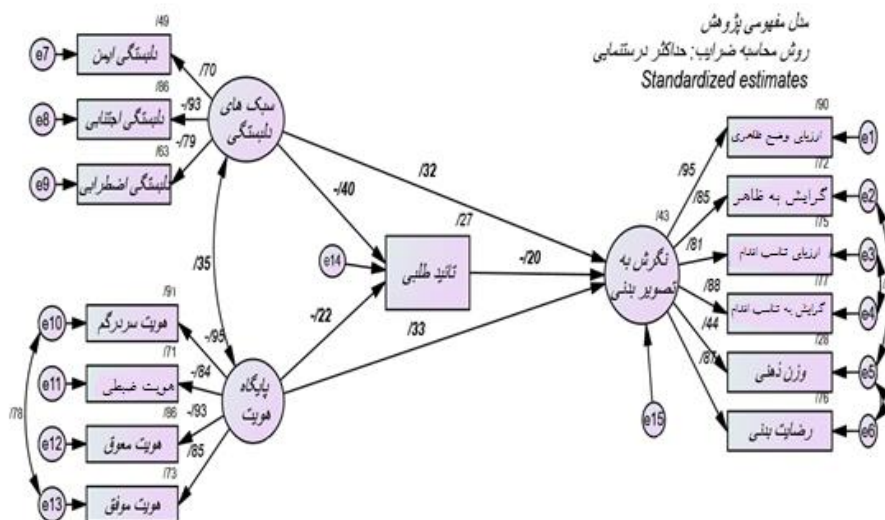 مدل مفهومی پژوهش
روش محاسبه ضرایب: حداکثر درستنمایی
Standardized estimates
/49
e7
دلبستگی ایمن
/70
/86
e8
دلبستگی اجتنابی
-/93
/63
e9
دلبستگی اضطرابی
-/79
سبک های
دلبستگی
/32
-/40
/35
/27
e14
تائید طلبی
-/20
-/22
/33
/91
e10
هویت سردرگم
-/95
/71
e11
هویت ضبطی
-/84
/86
e12
هویت معوق
-/93
/73
e13
هویت موفق
/85
/78
پایگاه
هویت
/43
نگرش به
تصویر بدنی
e15
/90
ارزیابی وضع ظاهری
e1
/95
/72
گرایش به ظاهر
e2
/85
/75
ارزیابی تناسب اندام
e3
/81
/77
گرایش به تناسب اندام
e4
/88
/28
وزن ذهنی
e5
/44
/76
رضایت بدنی
e6
/87